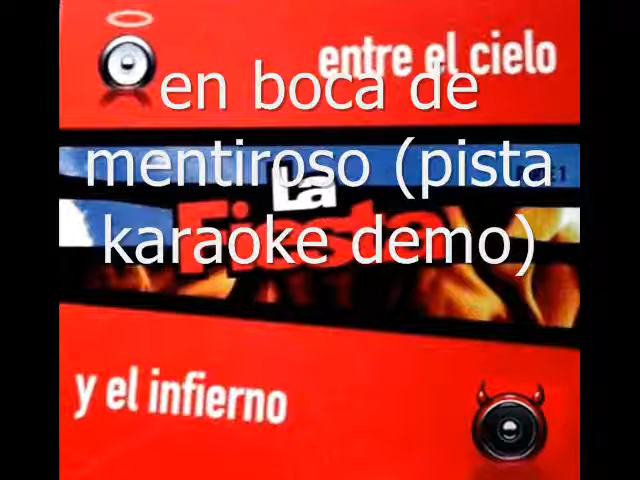 entre el cielo
en boca de
mentiroso (pista
La
Fiesta
karaoke demo)
y el infierno